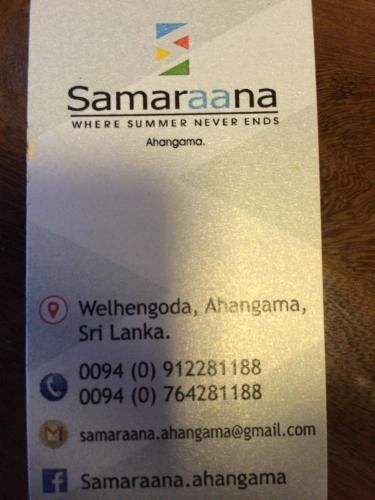 Samaraana
WHERE SUMMER NEVER ENDS
Ahangama.
Welhengoda, Ahangama,
Sri Lanka.
0094 (0) 912281188
0094 (0) 764281188
samaraana.ahangama@gmail.com
Samaraana.ahangama